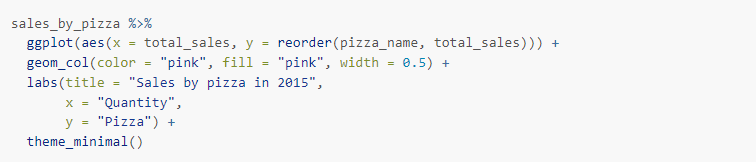 sales_by_pizza %>%
  ggplot(aes(x = total_sales, y = reorder(pizza_name, total_sales))) +
  geom_col(color = "pink", fill = "pink", width = 0.5) +
  labs(title = "Sales by pizza in 2015",
       x = "Quantity",
       y = "Pizza") +
  theme_minimal()